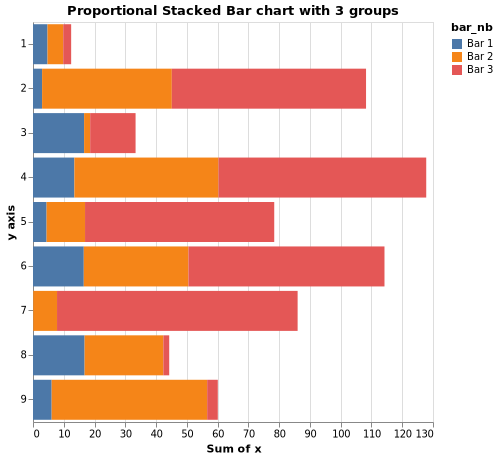 Proportional Stacked Bar chart with 3 groups
bar_nb
Bar 1
Bar 2
Bar 3
y axis
1
2
3
4
5
6
7
8
9
0 10 20 30 40 50 60 70 80 90 100 110 120 130
Sum of x